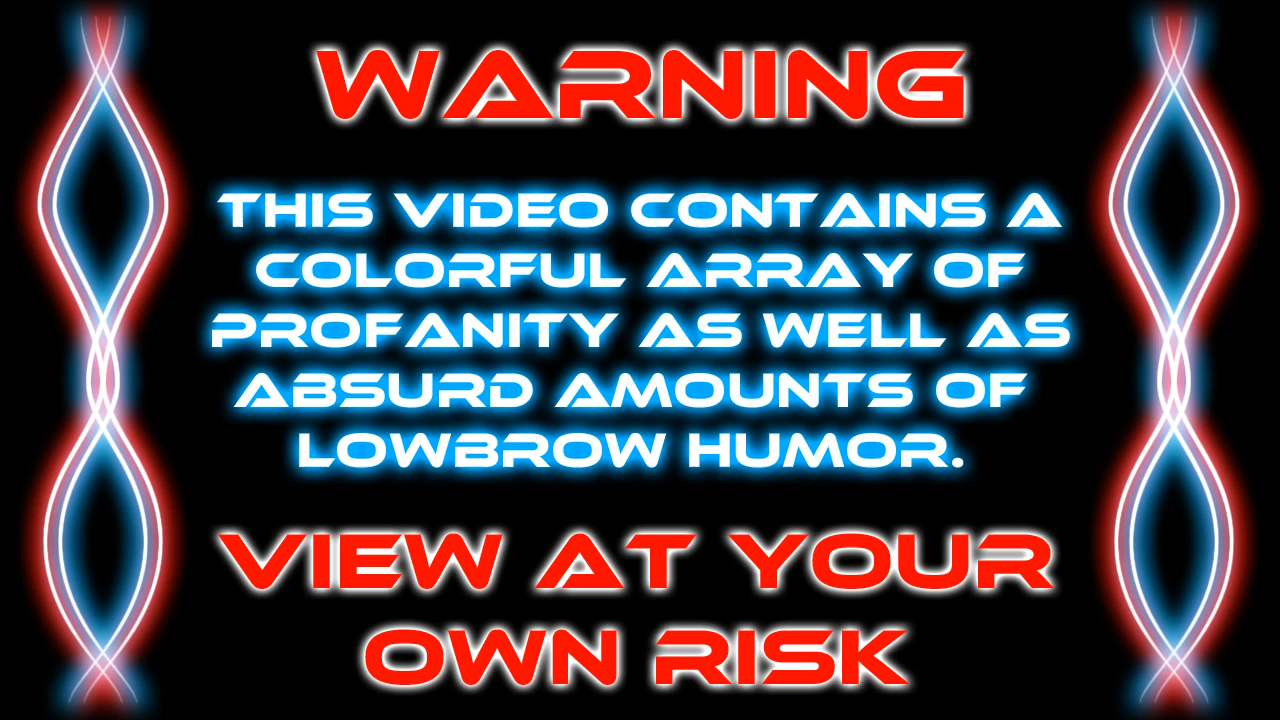 WARNING
THIS VIDEO CONTAINS A
COLORFUL ARRAY OF
PROFANITY AS WELL AS
ABSURD AMOUNTS OF
LOWBROW HUMOR.
VIEW AT YOUR
OWN RISK